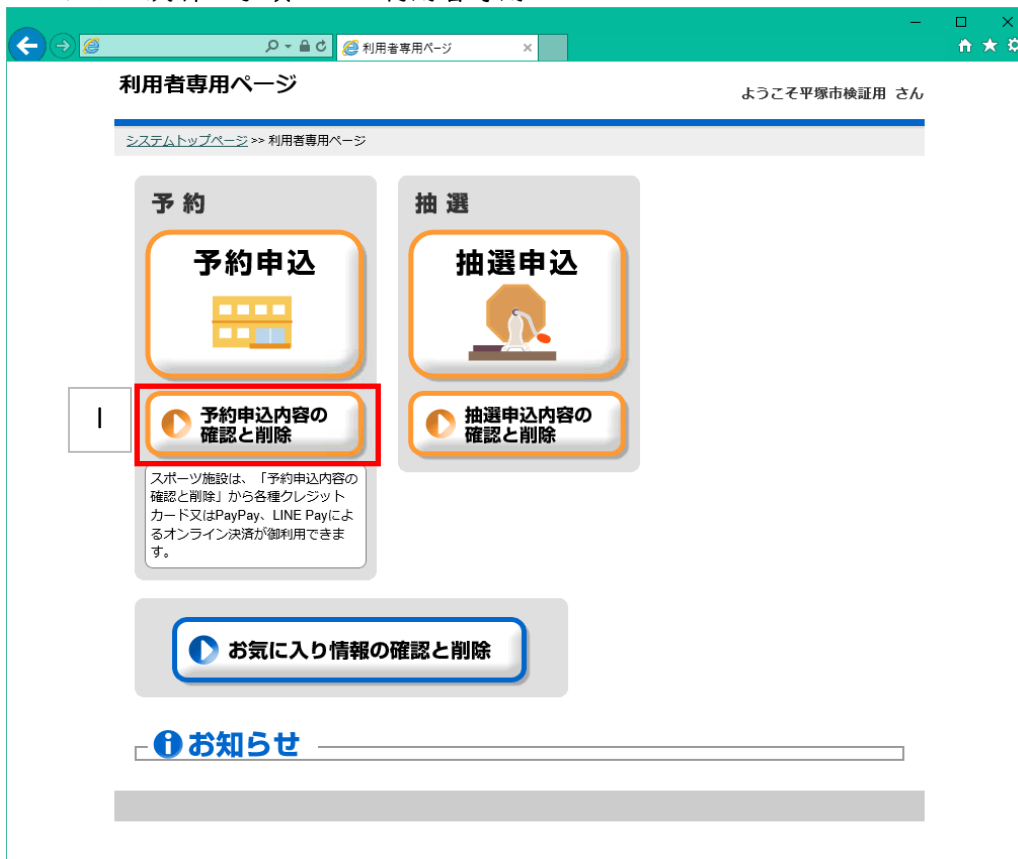 利用者専用ページ
利用者専用ページ
ようこそ平塚市検証用 さん
システムトップページ >> 利用者専用ページ
予 約
抽 選
予約申込
抽選申込
1
予約申込内容の
確認と削除
抽選申込内容の
確認と削除
スポーツ施設は、「予約申込内容の
確認と削除」から各種クレジット
カード又はPayPay、LINE Payによ
るオンライン決済が御利用できま
す。
お気に入り情報の確認と削除
お知らせ